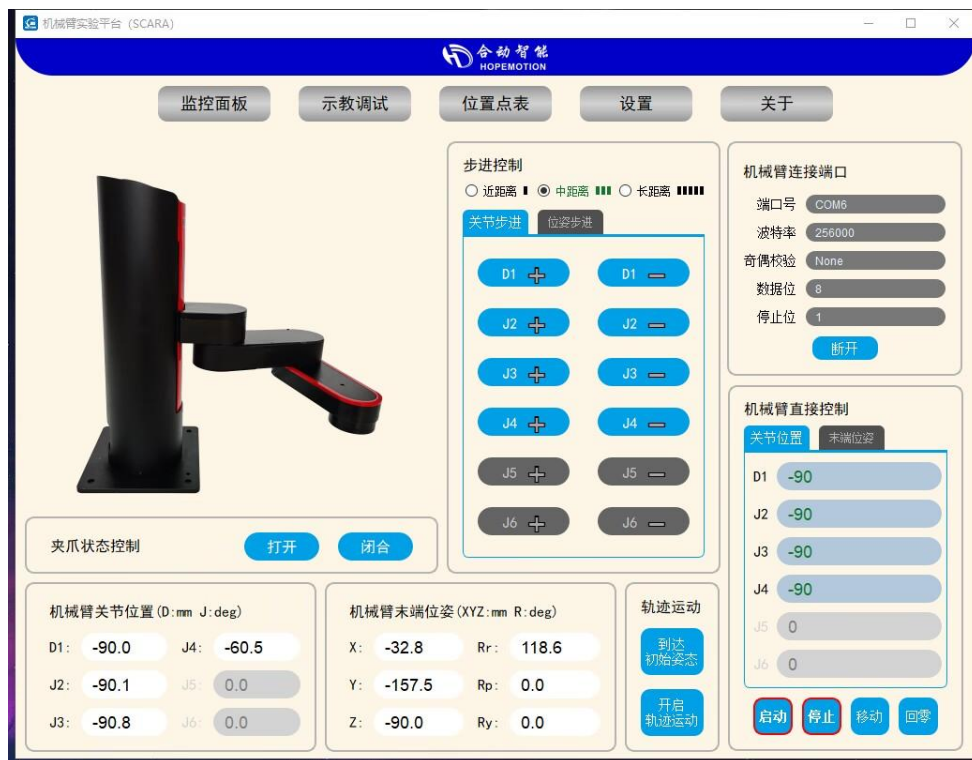 机械臂实验平台 (SCARA)
合动智能
HOPEMOTION
监控面板 示教调试 位置点表 设置 关于
步进控制
近距离 中距离 长距离
关节步进 位姿步进
D1 D1
J2 J2
J3 J3
J4 J4
J5 J5
J6 J6
机械臂连接端口
端口号 COM6
波特率 256000
奇偶校验 None
数据位 8
停止位 1
断开
机械臂直接控制
关节位置 末端位姿
D1 -90
J2 -90
J3 -90
J4 -90
J5 0
J6 0
启动 停止 移动 回零
夹爪状态控制 打开 闭合
机械臂关节位置(D:mm J:deg)
D1: -90.0 J4: -60.5
J2: -90.1 J5: 0.0
J3: -90.8 J6: 0.0
机械臂末端位姿(XYZ:mm R:deg)
X: -32.8 Rr: 118.6
Y: -157.5 Rp: 0.0
Z: -90.0 Ry: 0.0
轨迹运动
到达
初始姿态
开启
轨迹运动